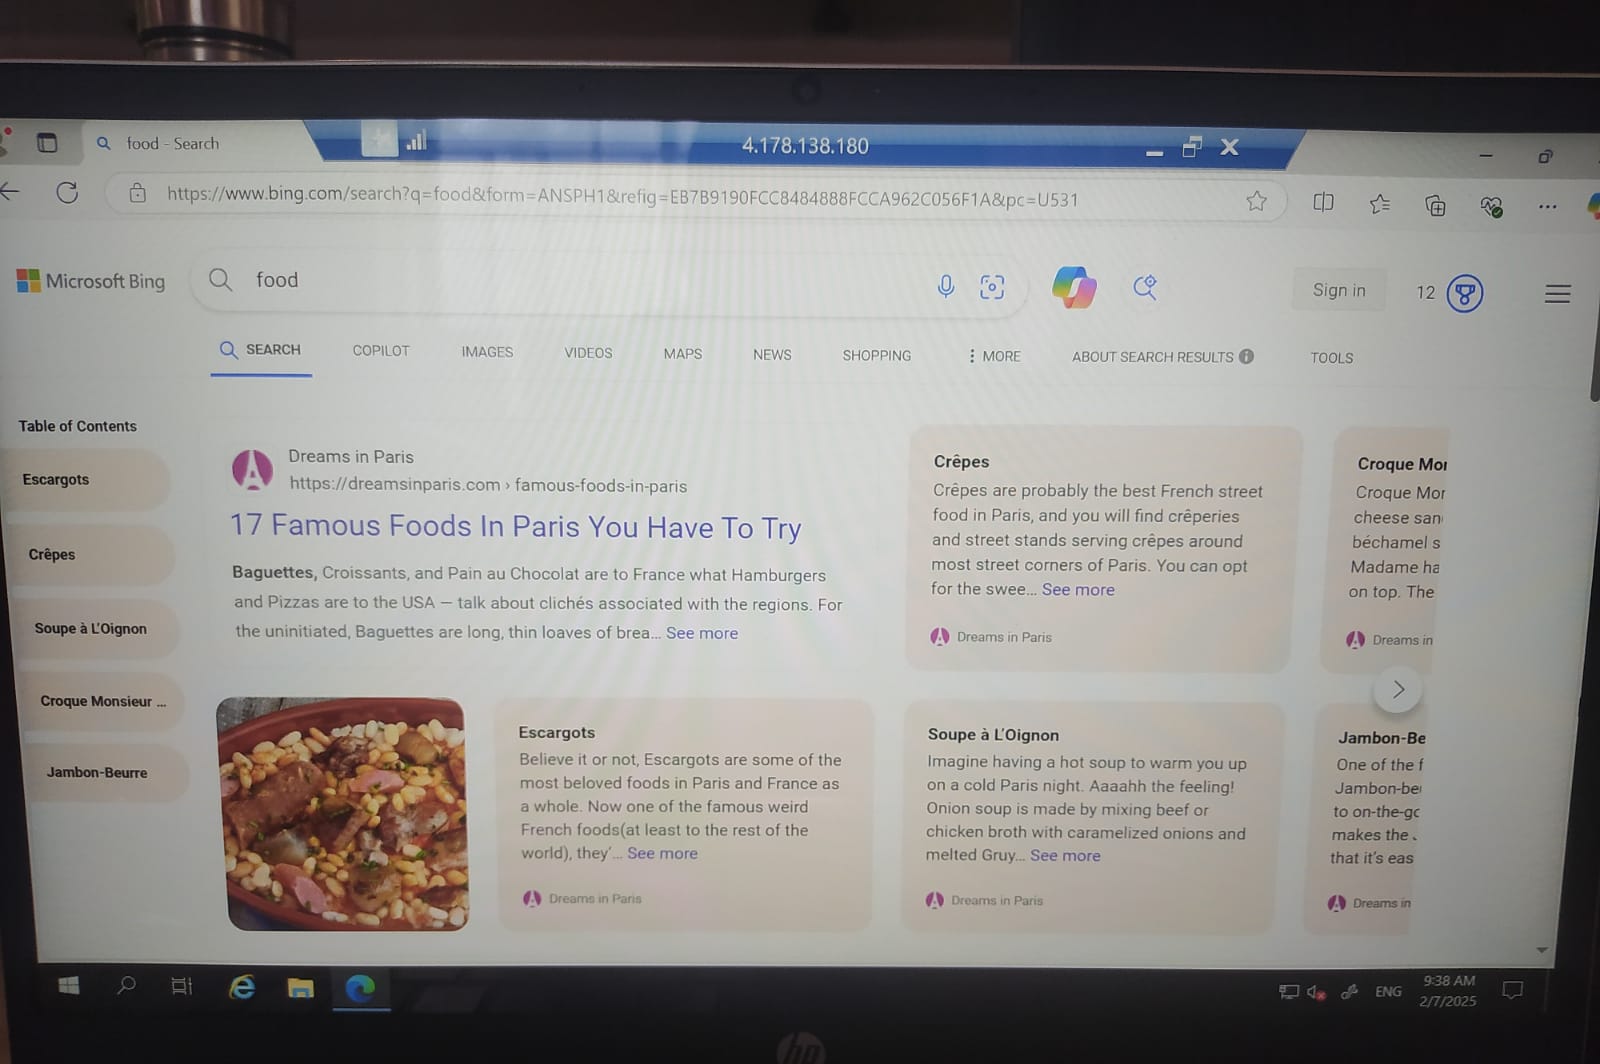 food - Search
4.178.138.180
https://www.bing.com/search?q=food&form=ANSPH1&refig=EB7B9190FCC8484888FCCA962C056F1A&pc=U531
Microsoft Bing
food
Sign in
12
SEARCH
COPILOT
IMAGES
VIDEOS
MAPS
NEWS
SHOPPING
MORE
ABOUT SEARCH RESULTS
TOOLS
Table of Contents
Escargots
Crêpes
Soupe à L'Oignon
Croque Monsieur ...
Jambon-Beurre
Dreams in Paris
https://dreamsinparis.com › famous-foods-in-paris
17 Famous Foods In Paris You Have To Try
Baguettes, Croissants, and Pain au Chocolat are to France what Hamburgers
and Pizzas are to the USA — talk about clichés associated with the regions. For
the uninitiated, Baguettes are long, thin loaves of brea... See more
Crêpes
Crêpes are probably the best French street
food in Paris, and you will find crêperies
and street stands serving crêpes around
most street corners of Paris. You can opt
for the swee... See more
Dreams in Paris
Croque Mor
Croque Mor
cheese san
béchamel s
Madame ha
on top. The
Dreams in
Escargots
Believe it or not, Escargots are some of the
most beloved foods in Paris and France as
a whole. Now one of the famous weird
French foods(at least to the rest of the
world), they'... See more
Dreams in Paris
Soupe à L'Oignon
Imagine having a hot soup to warm you up
on a cold Paris night. Aaaahh the feeling!
Onion soup is made by mixing beef or
chicken broth with caramelized onions and
melted Gruy... See more
Dreams in Paris
Jambon-Be
One of the f
Jambon-be
to on-the-gc
makes the
that it's eas
Dreams in
ENG
9:38 AM
2/7/2025
hp